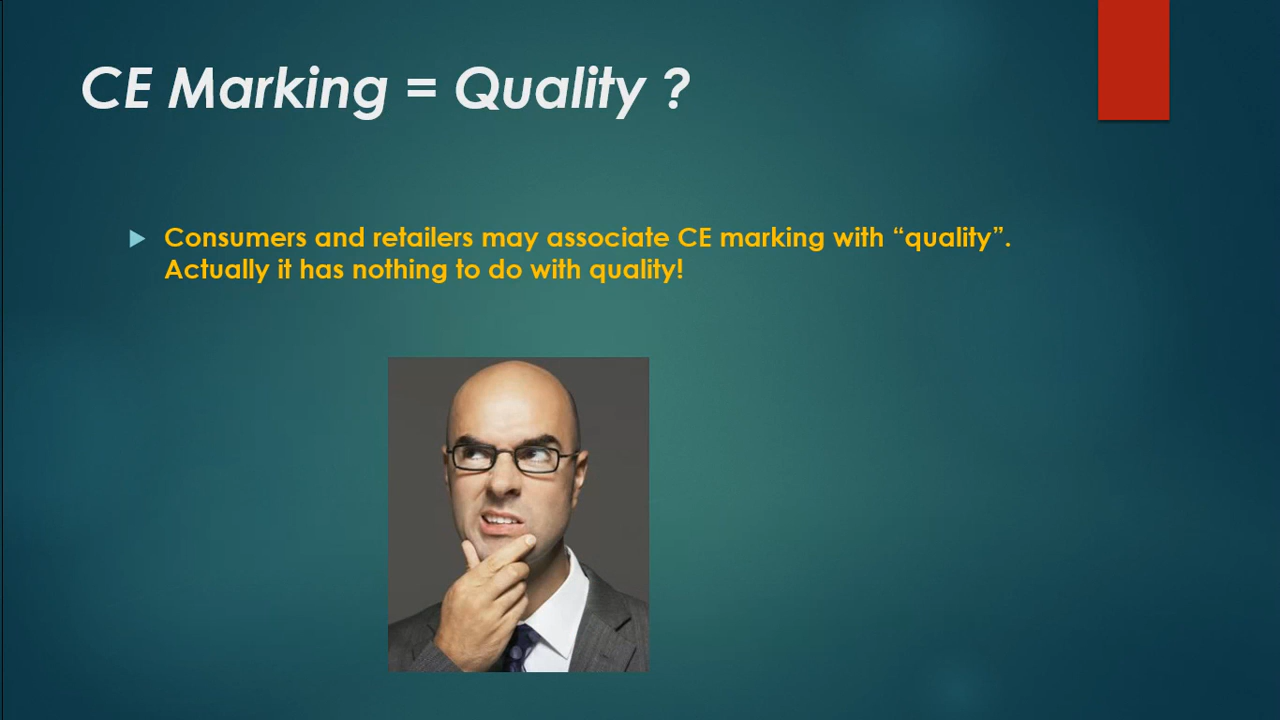 CE Marking = Quality ?
Consumers and retailers may associate CE marking with “quality”.
Actually it has nothing to do with quality!